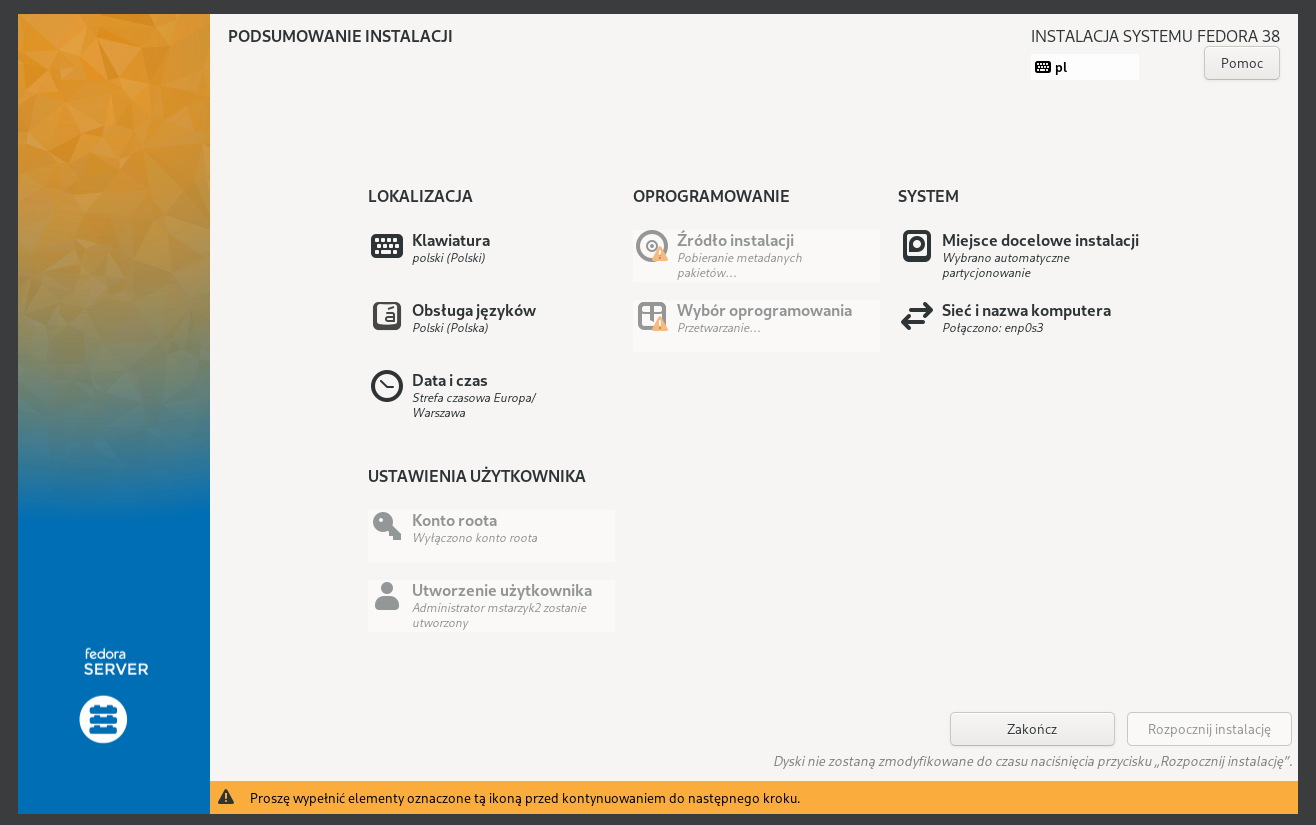 PODSUMOWANIE INSTALACJI
INSTALACJA SYSTEMU FEDORA 38
pl
Pomoc
LOKALIZACJA
Klawiatura
polski (Polski)
Obsługa języków
Polski (Polska)
Data i czas
Strefa czasowa Europa/
Warszawa
OPROGRAMOWANIE
Źródło instalacji
Pobieranie metadanych
pakietów...
Wybór oprogramowania
Przetwarzanie...
SYSTEM
Miejsce docelowe instalacji
Wybrano automatyczne
partycjonowanie
Sieć i nazwa komputera
Połączono: enp0s3
USTAWIENIA UŻYTKOWNIKA
Konto roota
Wyłączono konto roota
Utworzenie użytkownika
Administrator mstarzyk2 zostanie
utworzony
fedora
SERVER
Zakończ
Rozpocznij instalację
Dyski nie zostaną zmodyfikowane do czasu naciśnięcia przycisku „Rozpocznij instalację”.
Proszę wypełnić elementy oznaczone tą ikoną przed kontynuowaniem do następnego kroku.